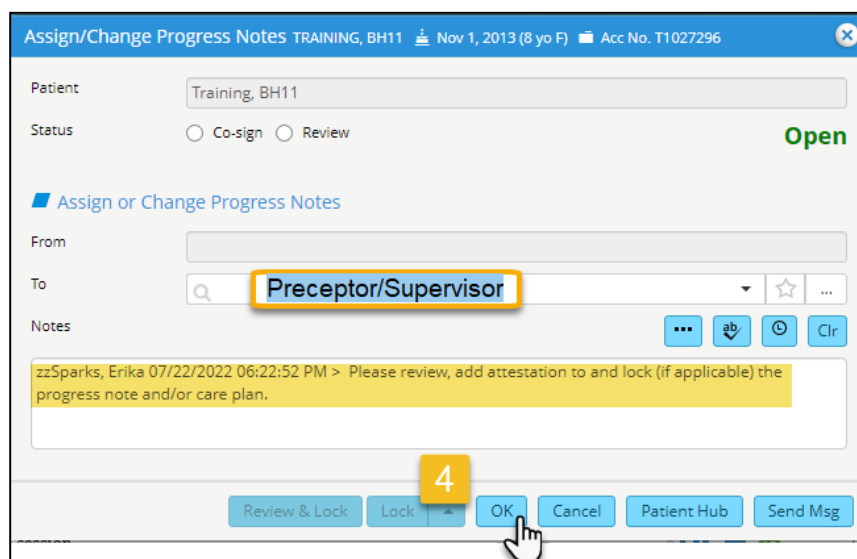 Assign/Change Progress Notes TRAINING, BH11 Nov 1, 2013 (8 yo F) Acc No. T1027296
Patient
Training, BH11
Status
Co-sign
Review
Open
Assign or Change Progress Notes
From
To
Preceptor/Supervisor
...
Notes
...
ab
Clr
zzSparks, Erika 07/22/2022 06:22:52 PM > Please review, add attestation to and lock (if applicable) the
progress note and/or care plan.
4
Review & Lock
Lock
OK
Cancel
Patient Hub
Send Msg